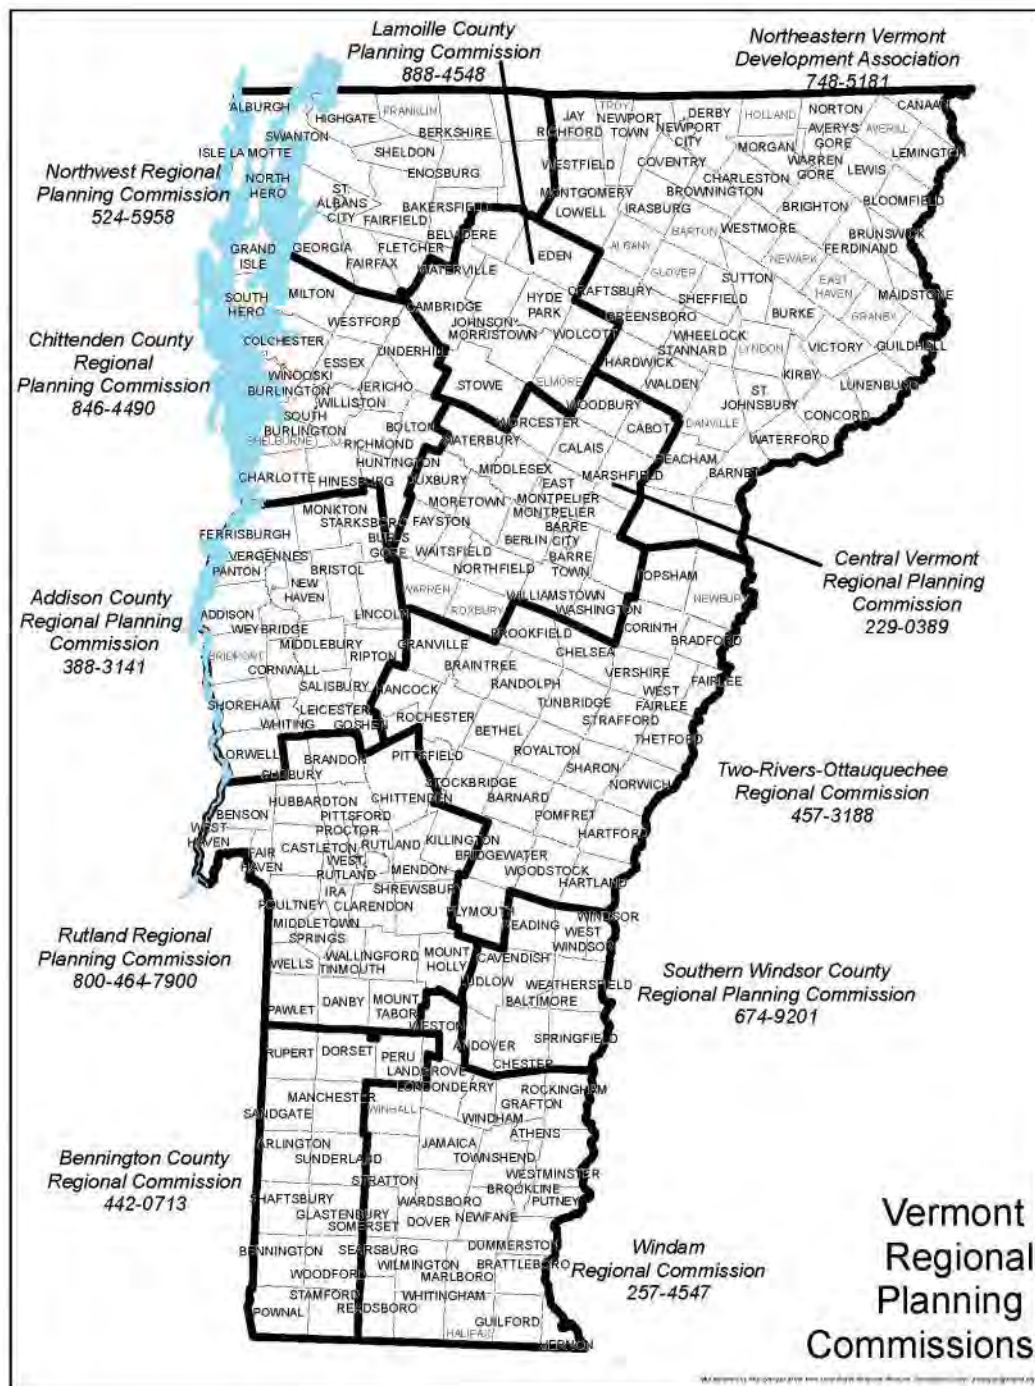 Lamoille County
Planning Commission
888-4548
Northeastern Vermont
Development Association
748-5181
Northwest Regional
Planning Commission
524-5958
Chittenden County
Regional
Planning Commission
846-4490
Addison County
Regional Planning
Commission
388-3141
Central Vermont
Regional Planning
Commission
229-0389
Two-Rivers-Ottauquechee
Regional Commission
457-3188
Rutland Regional
Planning Commission
800-464-7900
Southern Windsor County
Regional Planning Commission
674-9201
Bennington County
Regional Commission
442-0713
Windam
Regional Commission
257-4547
Vermont
Regional
Planning
Commissions
ALBURGH
HIGHGATE
FRANKLIN
BERKSHIRE
RICHFORD
JAY
TROY
NEWPORT
TOWN
NEWPORT
CITY
DERBY
HOLLAND
NORTON
CANAAN
AVERYS
GORE
AVERILL
SWANTON
ISLE LA MOTTE
NORTH
HERO
SHELDON
ENOSBURG
WESTFIELD
COVENTRY
MORGAN
WARREN
GORE
LEWIS
LEMINGTON
CHARLESTON
MONTGOMERY
BROWNINGTON
ST.
ALBANS
CITY
FAIRFIELD
BAKERSFIELD
LOWELL
IRASBURG
BRIGHTON
BLOOMFIELD
BELVIDERE
BARTON
WESTMORE
BRUNSWICK
FERDINAND
GRAND
ISLE
GEORGIA
FLETCHER
FAIRFAX
WATERVILLE
EDEN
ALBANY
GLOVER
NEWARK
SUTTON
EAST
HAVEN
MAIDSTONE
SOUTH
HERO
MILTON
CAMBRIDGE
HYDE
PARK
CRAFTSBURY
SHEFFIELD
GREENSBORO
BURKE
GRANBY
WESTFORD
JOHNSON
MORRISTOWN
WOLCOTT
WHEELOCK
STANNARD
LYNDON
VICTORY
GUILDHALL
COLCHESTER
UNDERHILL
ESSEX
HARDWICK
KIRBY
WINOOSKI
BURLINGTON
JERICHO
WILLISTON
STOWE
ELMORE
WALDEN
ST.
JOHNSBURY
LUNENBURG
WOODBURY
CONCORD
SOUTH
BURLINGTON
BOLTON
WORCESTER
WATERBURY
CABOT
DANVILLE
WATERFORD
SHELBURNE
RICHMOND
CALAIS
HUNTINGTON
DUXBURY
MIDDLESEX
MARSHFIELD
PEACHAM
BARNET
CHARLOTTE
HINESBURG
EAST
MONTPELIER
MONTPELIER
MORETOWN
MONKTON
STARKSBORO
FAYSTON
BARRE
CITY
BERLIN
FERRISBURGH
BUELS
GORE
VERGENNES
PANTON
BRISTOL
WAITSFIELD
NORTHFIELD
BARRE
TOWN
TOPSHAM
NEW
HAVEN
WARREN
ROXBURY
WILLIAMSTOWN
WASHINGTON
NEWBURY
ADDISON
LINCOLN
WEYBRIDGE
BROOKFIELD
CORINTH
BRADFORD
BRIDPORT
MIDDLEBURY
RIPTON
GRANVILLE
CHELSEA
CORNWALL
BRAINTREE
RANDOLPH
VERSHIRE
FAIRLEE
SALISBURY
HANCOCK
WEST
FAIRLEE
SHOREHAM
LEICESTER
TUNBRIDGE
STRAFFORD
WHITING
GOSHEN
ROCHESTER
BETHEL
THETFORD
ORWELL
BRANDON
PITTSFIELD
ROYALTON
SHARON
SUDBURY
STOCKBRIDGE
NORWICH
HUBBARDTON
CHITTENDEN
BARNARD
BENSON
PITTSFORD
POMFRET
WEST
HAVEN
PROCTOR
HARTFORD
FAIR
HAVEN
CASTLETON
RUTLAND
KILLINGTON
WEST
RUTLAND
MENDON
BRIDGEWATER
WOODSTOCK
IRA
SHREWSBURY
HARTLAND
POULTNEY
CLARENDON
PLYMOUTH
READING
WINDSOR
MIDDLETOWN
SPRINGS
WEST
WINDSOR
WELLS
WALLINGFORD
TINMOUTH
MOUNT
HOLLY
CAVENDISH
LUDLOW
WEATHERSFIELD
BALTIMORE
PAWLET
DANBY
MOUNT
TABOR
WESTON
ANDOVER
SPRINGFIELD
RUPERT
DORSET
PERU
LANDGROVE
CHESTER
LONDONDERRY
ROCKINGHAM
MANCHESTER
WINHALL
GRAFTON
SANDGATE
WINDHAM
ATHENS
ARLINGTON
SUNDERLAND
JAMAICA
TOWNSHEND
STRATTON
WESTMINSTER
BROOKLINE
SHAFTSBURY
WARDSBORO
PUTNEY
GLASTENBURY
SOMERSET
DOVER
NEWFANE
BENNINGTON
SEARSBURG
DUMMERSTON
WILMINGTON
BRATTLEBORO
WOODFORD
MARLBORO
STAMFORD
READSBORO
WHITINGHAM
POWNAL
GUILFORD
HALIFAX
VERNON